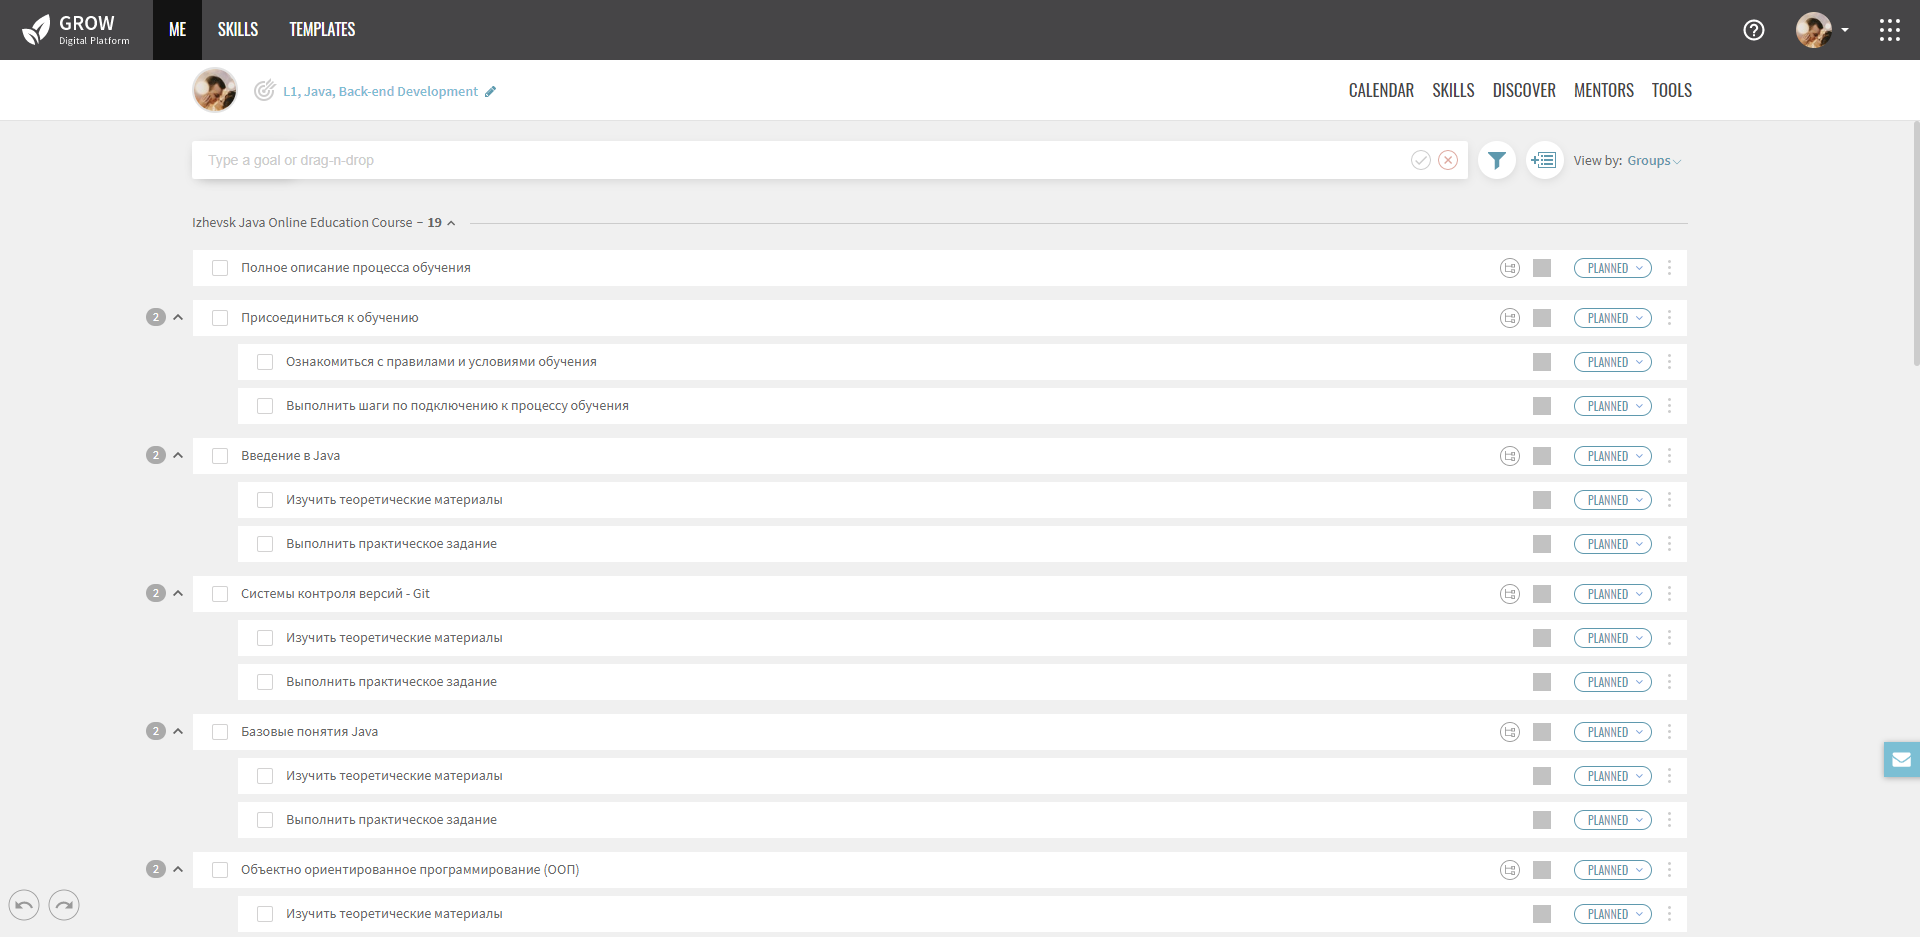 GROW
Digital Platform
ME SKILLS TEMPLATES
L1, Java, Back-end Development
CALENDAR SKILLS DISCOVER MENTORS TOOLS
Type a goal or drag-n-drop
View by: Groups
Izhevsk Java Online Education Course – 19
Полное описание процесса обучения PLANNED
2 Присоединиться к обучению PLANNED
Ознакомиться с правилами и условиями обучения PLANNED
Выполнить шаги по подключению к процессу обучения PLANNED
2 Введение в Java PLANNED
Изучить теоретические материалы PLANNED
Выполнить практическое задание PLANNED
2 Системы контроля версий - Git PLANNED
Изучить теоретические материалы PLANNED
Выполнить практическое задание PLANNED
2 Базовые понятия Java PLANNED
Изучить теоретические материалы PLANNED
Выполнить практическое задание PLANNED
2 Объектно ориентированное программирование (ООП) PLANNED
Изучить теоретические материалы PLANNED